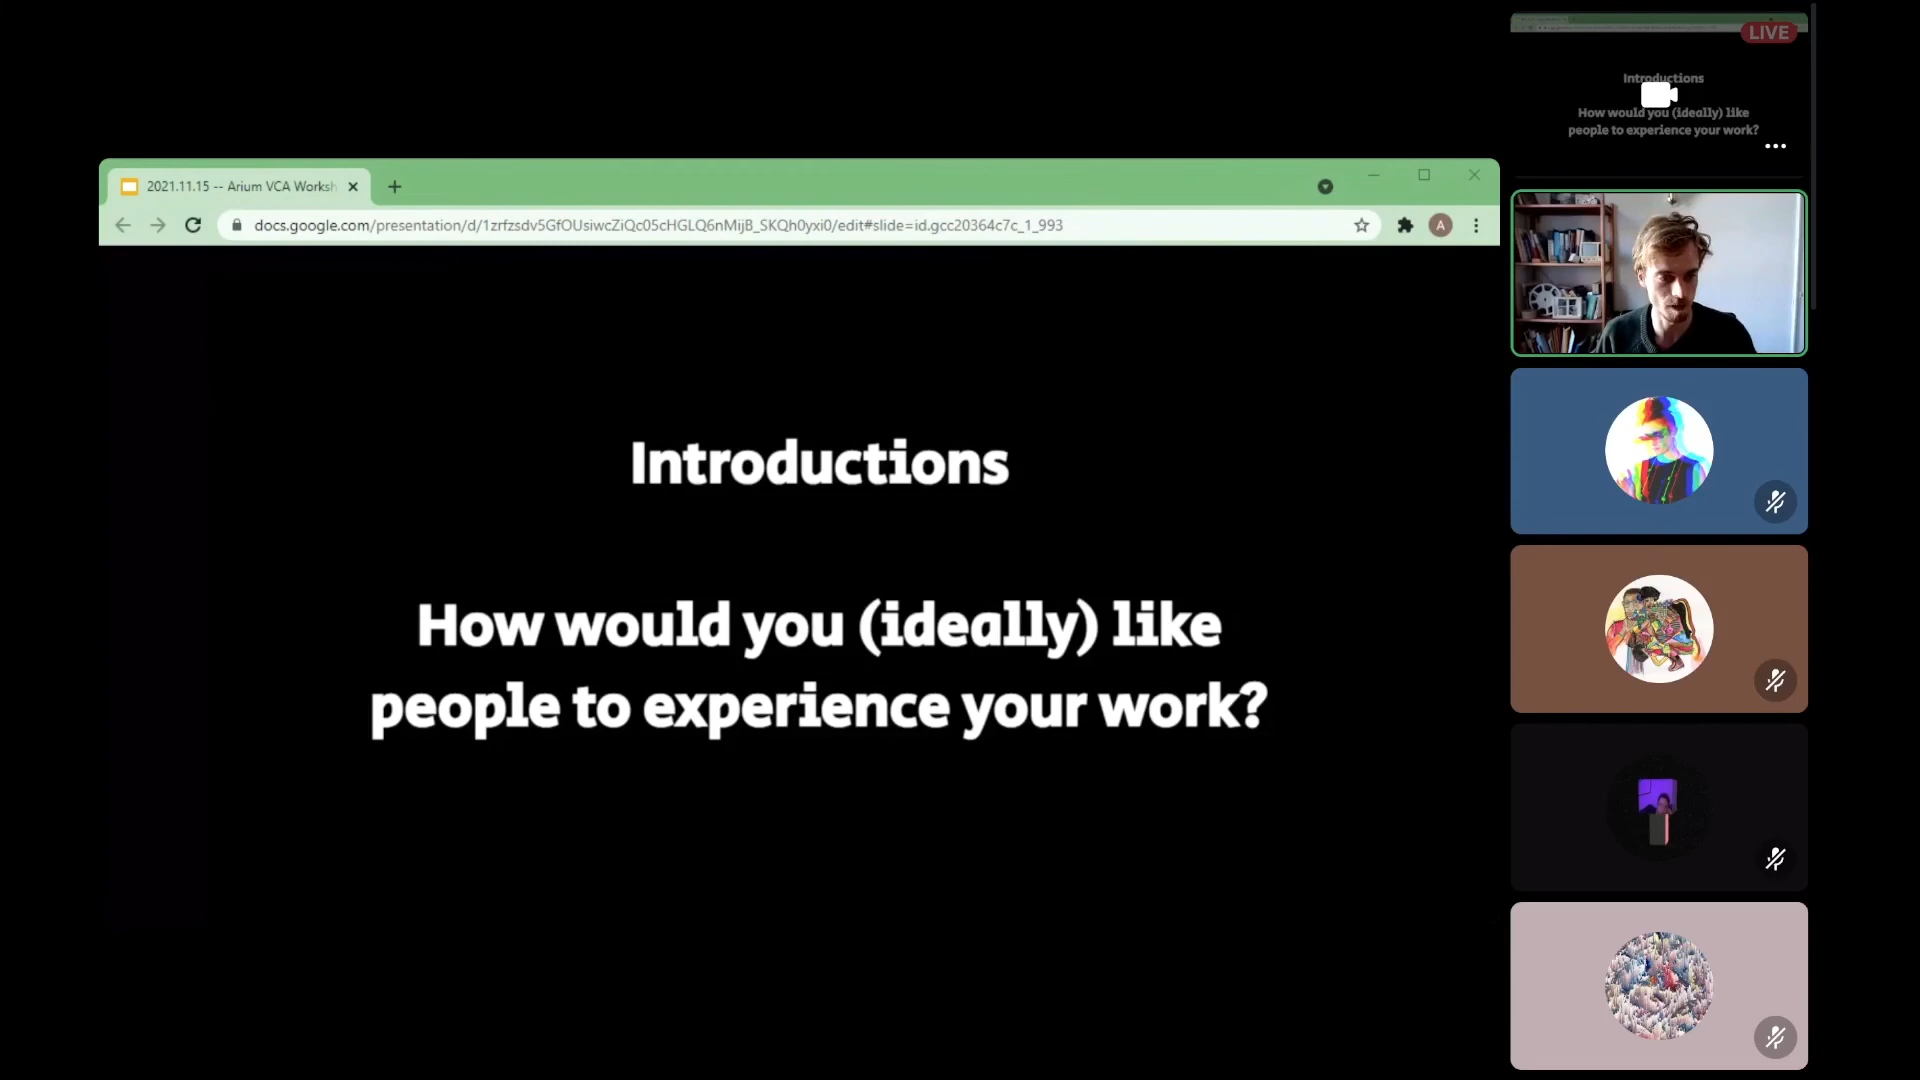 2021.11.15 -- Arium VCA Worksh
docs.google.com/presentation/d/1zrfzsdv5GfOUsiwcZiQc05cHGLQ6nMijB_SKQh0yxi0/edit#slide=id.gcc20364c7c_1_993
A
Introductions
How would you (ideally) like
people to experience your work?
LIVE
Introductions
How would you (ideally) like
people to experience your work?